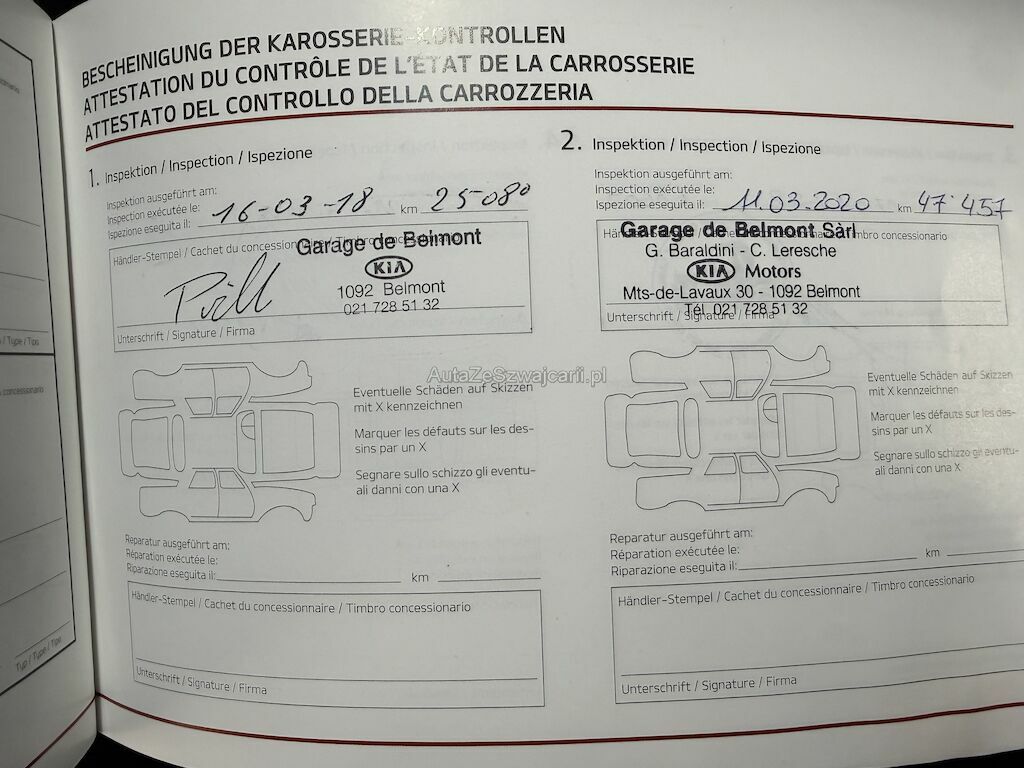 BESCHEINIGUNG DER KAROSSERIE-KONTROLLEN
ATTESTATION DU CONTRÔLE DE L'ÉTAT DE LA CARROSSERIE
ATTESTATO DEL CONTROLLO DELLA CARROZZERIA
1. Inspektion / Inspection / Ispezione
Inspektion ausgeführt am:
Inspection exécutée le:
Ispezione eseguita il: 16-03-18 km 25080
Händler-Stempel / Cachet du concessionnaire / Timbro concessionario
Garage de Belmont
KIA
1092 Belmont
021 728 51 32
Unterschrift / Signature / Firma
Eventuelle Schäden auf Skizzen
mit X kennzeichnen
Marquer les défauts sur les des-
sins par un X
Segnare sullo schizzo gli eventu-
ali danni con una X
Reparatur ausgeführt am:
Réparation exécutée le:
Riparazione eseguita il: km
Händler-Stempel / Cachet du concessionnaire / Timbro concessionario
Unterschrift / Signature / Firma
2. Inspektion / Inspection / Ispezione
Inspektion ausgeführt am:
Inspection exécutée le:
Ispezione eseguita il: 11.03.2020 km 47'457
Garage de Belmont Sàrl
G. Baraldini - C. Leresche
KIA Motors
Mts-de-Lavaux 30 - 1092 Belmont
Tél 021 728 51 32
Unterschrift / Signature / Firma
Eventuelle Schäden auf Skizzen
mit X kennzeichnen
Marquer les défauts sur les des-
sins par un X
Segnare sullo schizzo gli eventu-
ali danni con una X
Reparatur ausgeführt am:
Réparation exécutée le:
Riparazione eseguita il: km
Händler-Stempel / Cachet du concessionnaire / Timbro concessionario
Unterschrift / Signature / Firma
AutaZeSzwajcarii.pl
/ Type / Tipo
concessionario
Typ / Type / Tipo